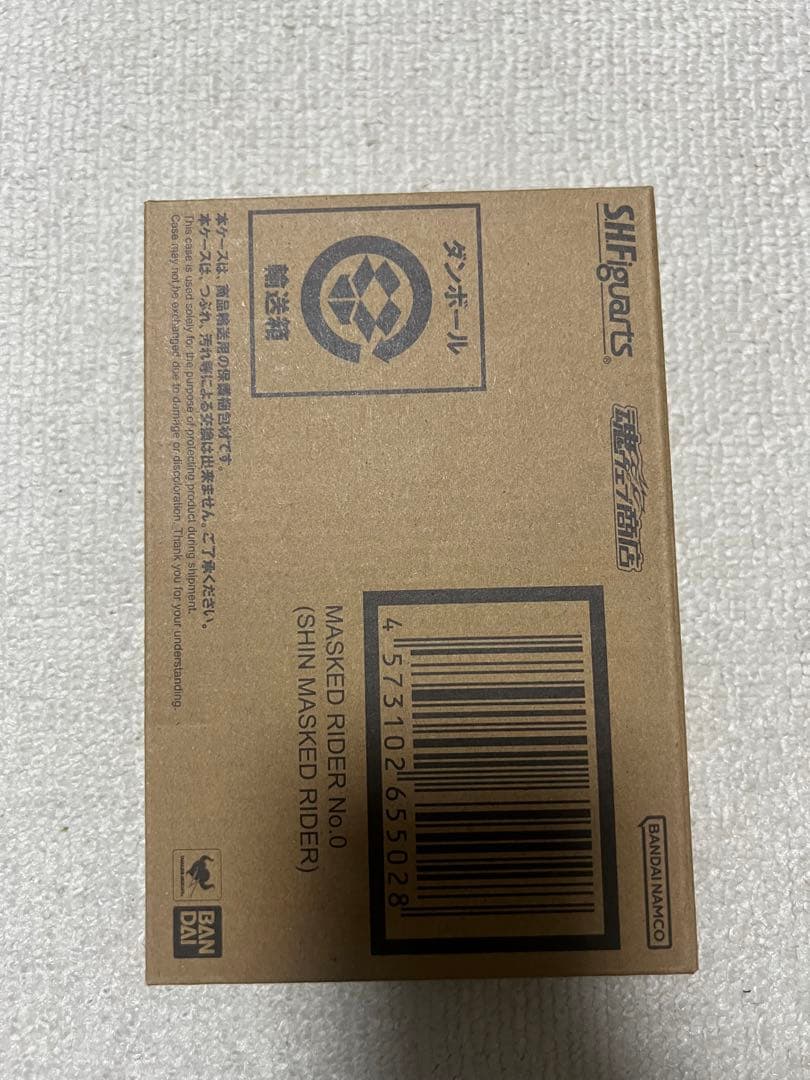 S.H.Figuarts®
魂ウェブ商店
ダンボール
輸送箱
本ケースは、商品輸送用の保護梱包材です。
本ケースは、つぶれ、汚れ等による交換は出来ません。ご了承ください。
This case is used solely for the purpose of protecting product during shipment.
Case may not be exchanged due to damage or discoloration. Thank you for your understanding.
4 573102 655028
MASKED RIDER No.0
(SHIN MASKED RIDER)
BANDAI NAMCO
BAN
DAI